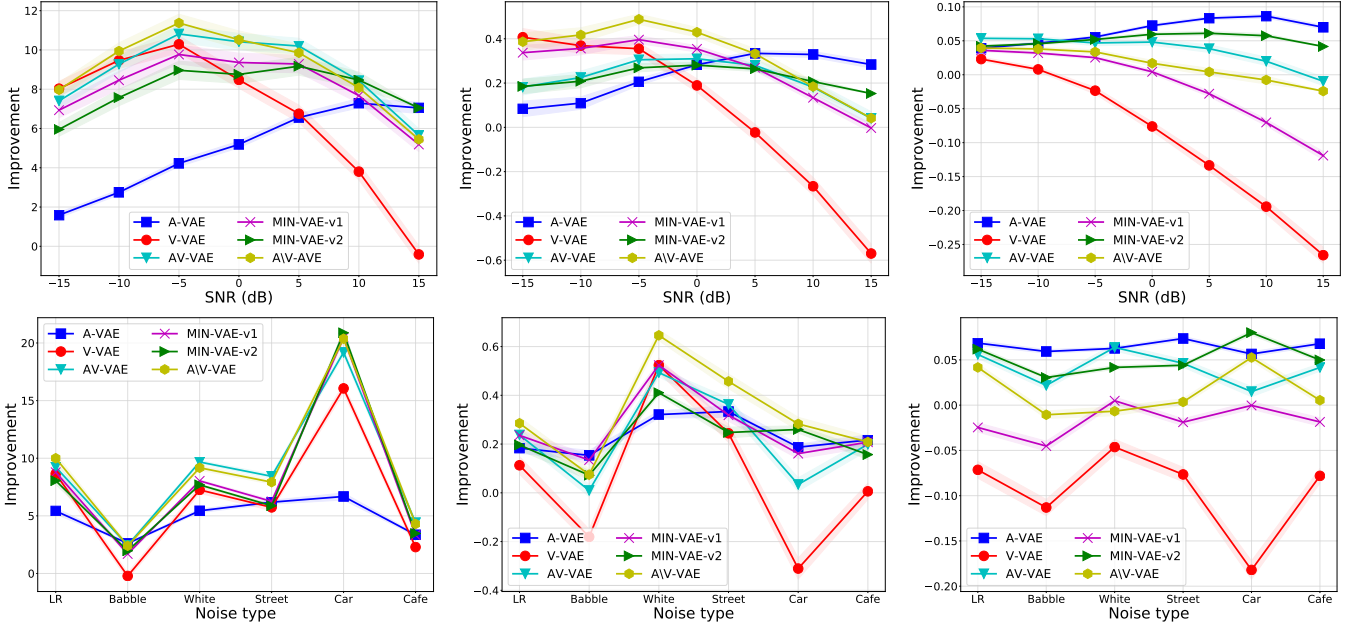 12
10
8
6
4
2
0
Improvement
A-VAE
V-VAE
AV-VAE
MIN-VAE-v1
MIN-VAE-v2
A\V-AVE
−15 −10 −5 0 5 10 15
SNR (dB)
0.4
0.2
0.0
−0.2
−0.4
−0.6
Improvement
A-VAE
V-VAE
AV-VAE
MIN-VAE-v1
MIN-VAE-v2
A\V-AVE
−15 −10 −5 0 5 10 15
SNR (dB)
0.10
0.05
0.00
−0.05
−0.10
−0.15
−0.20
−0.25
Improvement
A-VAE
V-VAE
AV-VAE
MIN-VAE-v1
MIN-VAE-v2
A\V-AVE
−15 −10 −5 0 5 10 15
SNR (dB)
20
15
10
5
0
Improvement
A-VAE
V-VAE
AV-VAE
MIN-VAE-v1
MIN-VAE-v2
A\V-VAE
LR Babble White Street Car Cafe
Noise type
0.6
0.4
0.2
0.0
−0.2
−0.4
Improvement
A-VAE
V-VAE
AV-VAE
MIN-VAE-v1
MIN-VAE-v2
A\V-VAE
LR Babble White Street Car Cafe
Noise type
0.05
0.00
−0.05
−0.10
−0.15
−0.20
Improvement
A-VAE
V-VAE
AV-VAE
MIN-VAE-v1
MIN-VAE-v2
A\V-VAE
LR Babble White Street Car Cafe
Noise type